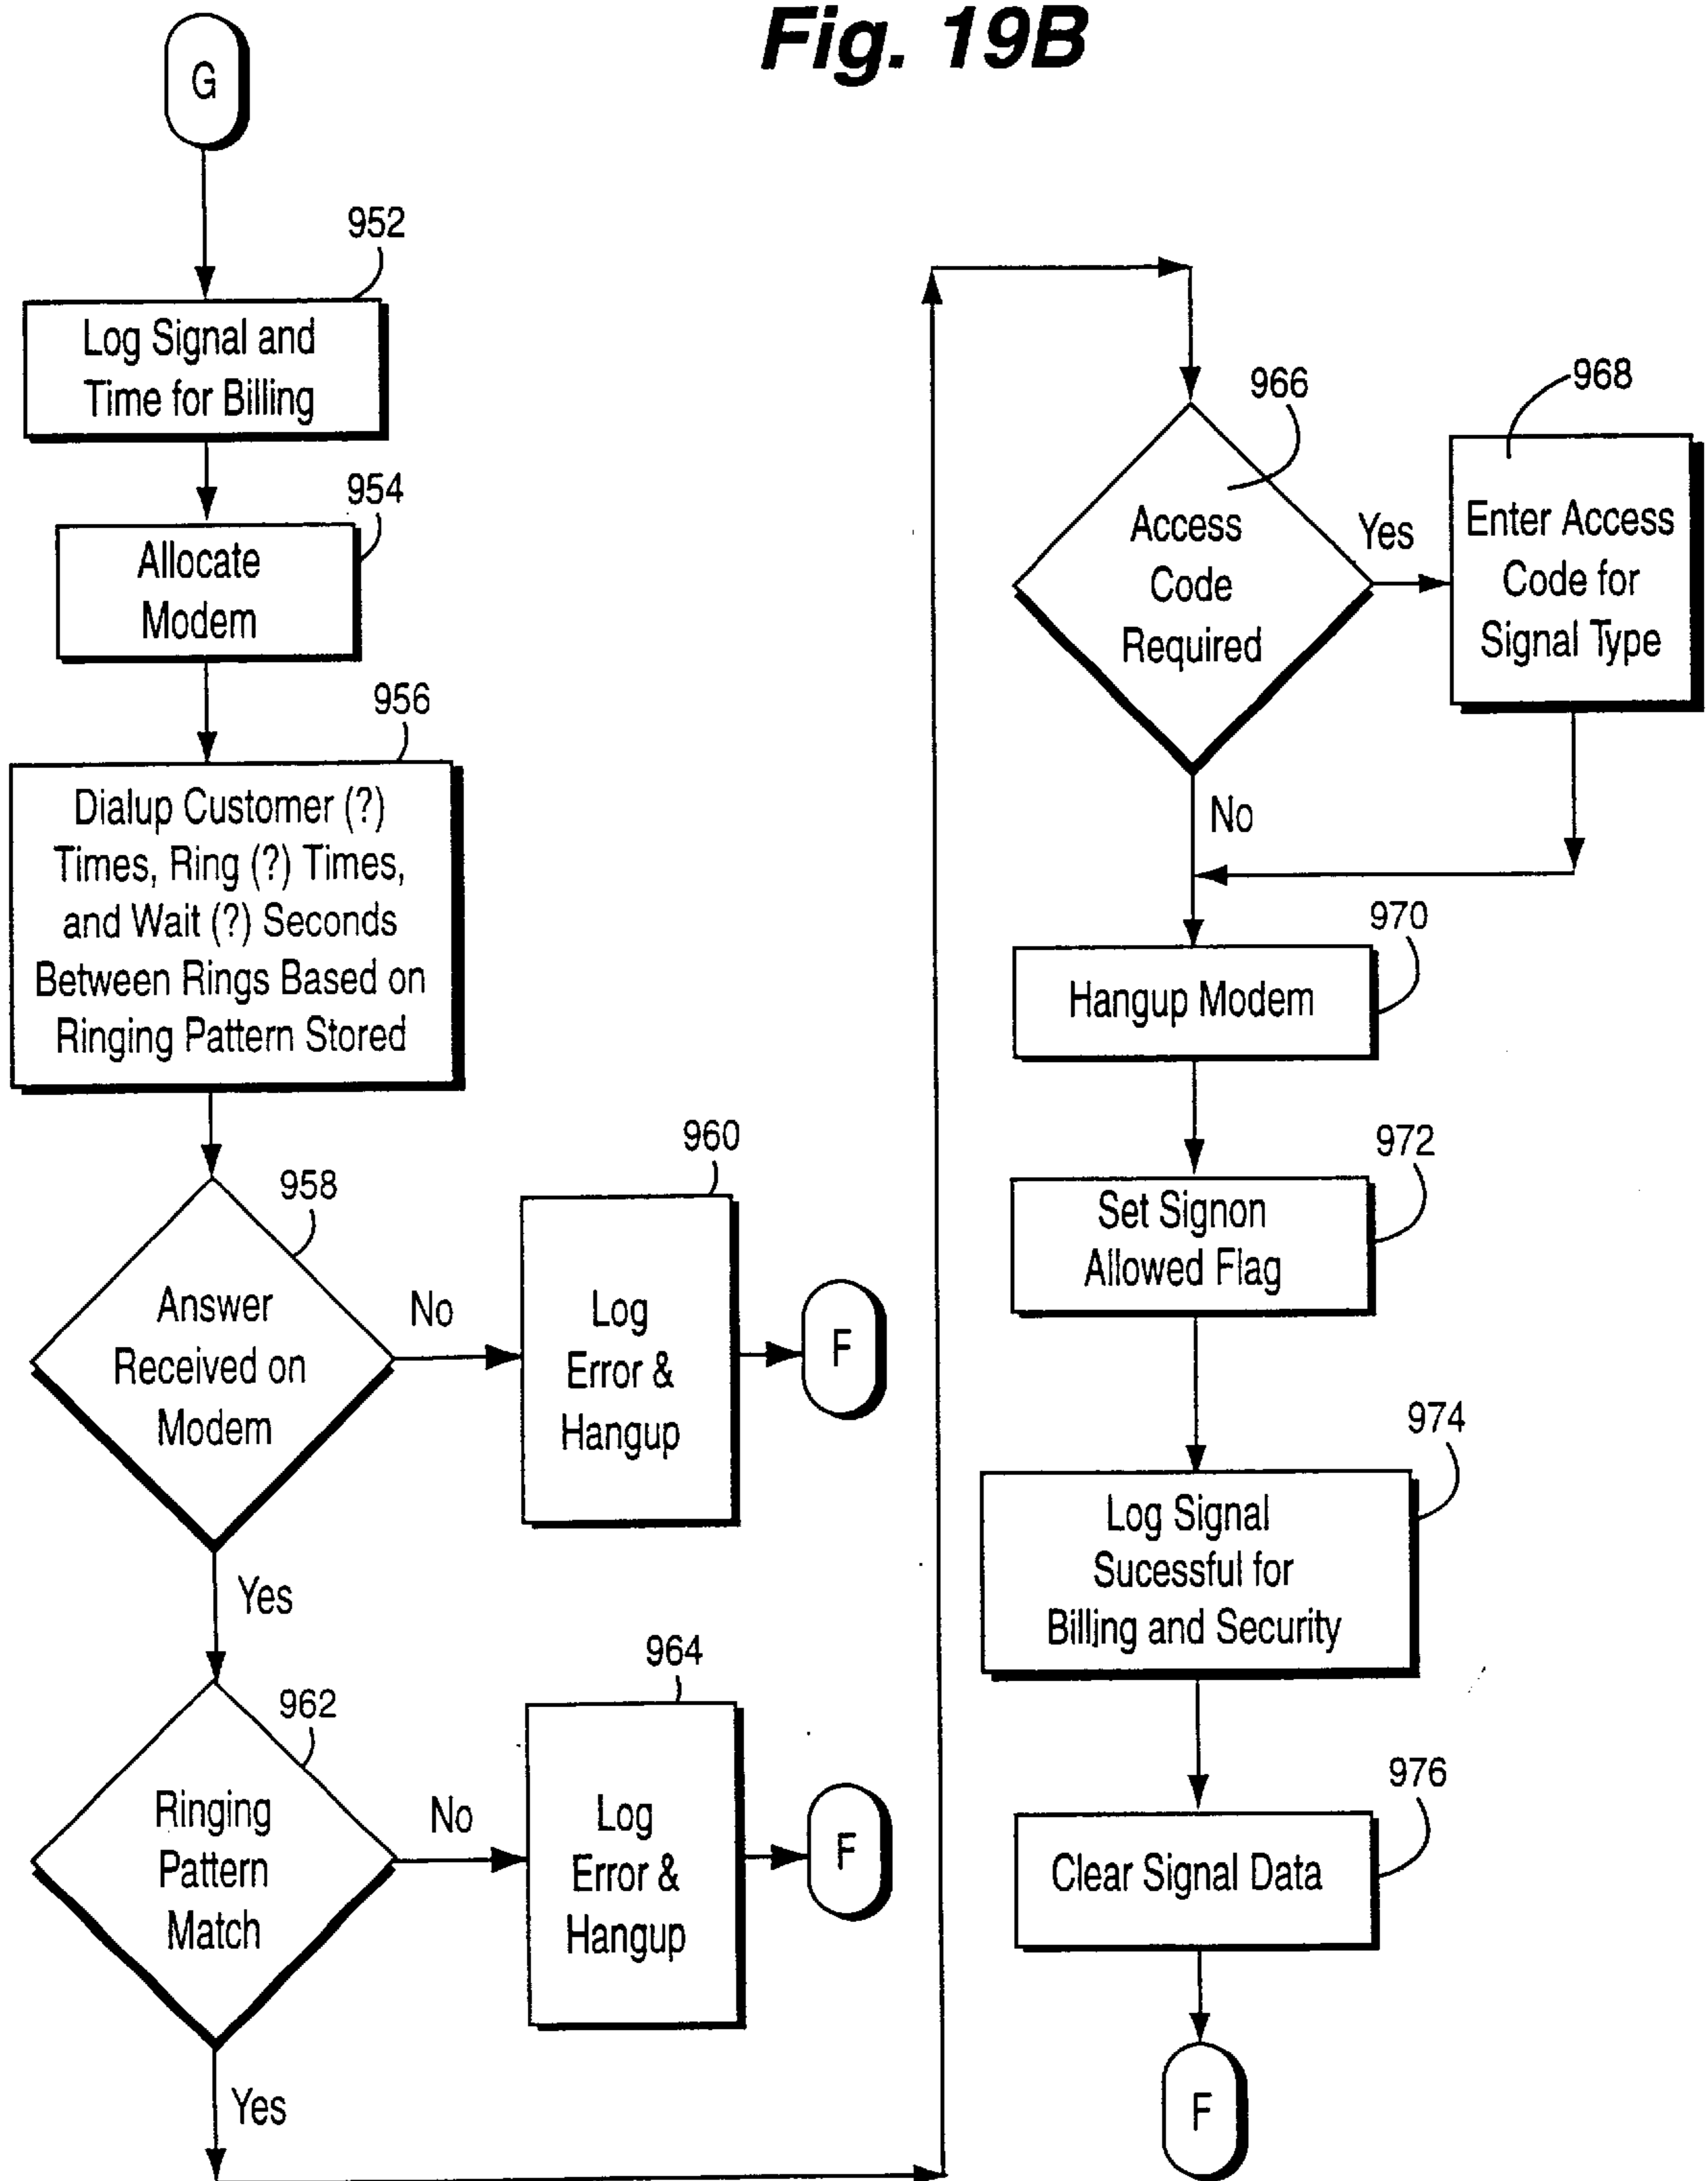 Fig. 19B
G
952
Log Signal and
Time for Billing
954
Allocate
Modem
956
Dialup Customer (?)
Times, Ring (?) Times,
and Wait (?) Seconds
Between Rings Based on
Ringing Pattern Stored
958
Answer
Received on
Modem
No
960
Log
Error &
Hangup
F
Yes
962
Ringing
Pattern
Match
No
964
Log
Error &
Hangup
F
Yes
966
Access
Code
Required
Yes
968
Enter Access
Code for
Signal Type
No
970
Hangup Modem
972
Set Signon
Allowed Flag
974
Log Signal
Sucessful for
Billing and Security
976
Clear Signal Data
F